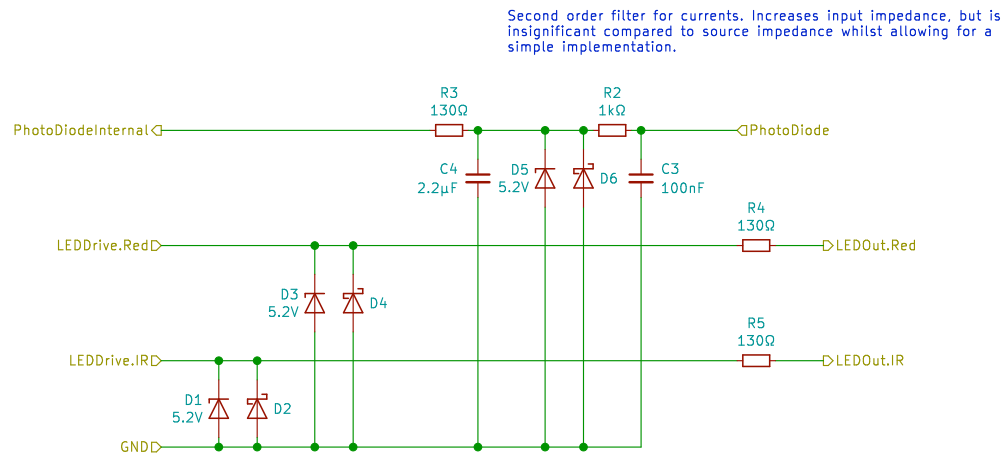 Second order filter for currents. Increases input impedance, but is
insignificant compared to source impedance whilst allowing for a
simple implementation.
R3
130Ω
R2
1kΩ
PhotoDiodeInternal
PhotoDiode
C4
2.2µF
D5
5.2V
D6
C3
100nF
R4
130Ω
LEDDrive.Red
LEDOut.Red
D3
5.2V
D4
R5
130Ω
LEDDrive.IR
LEDOut.IR
D1
5.2V
D2
GND